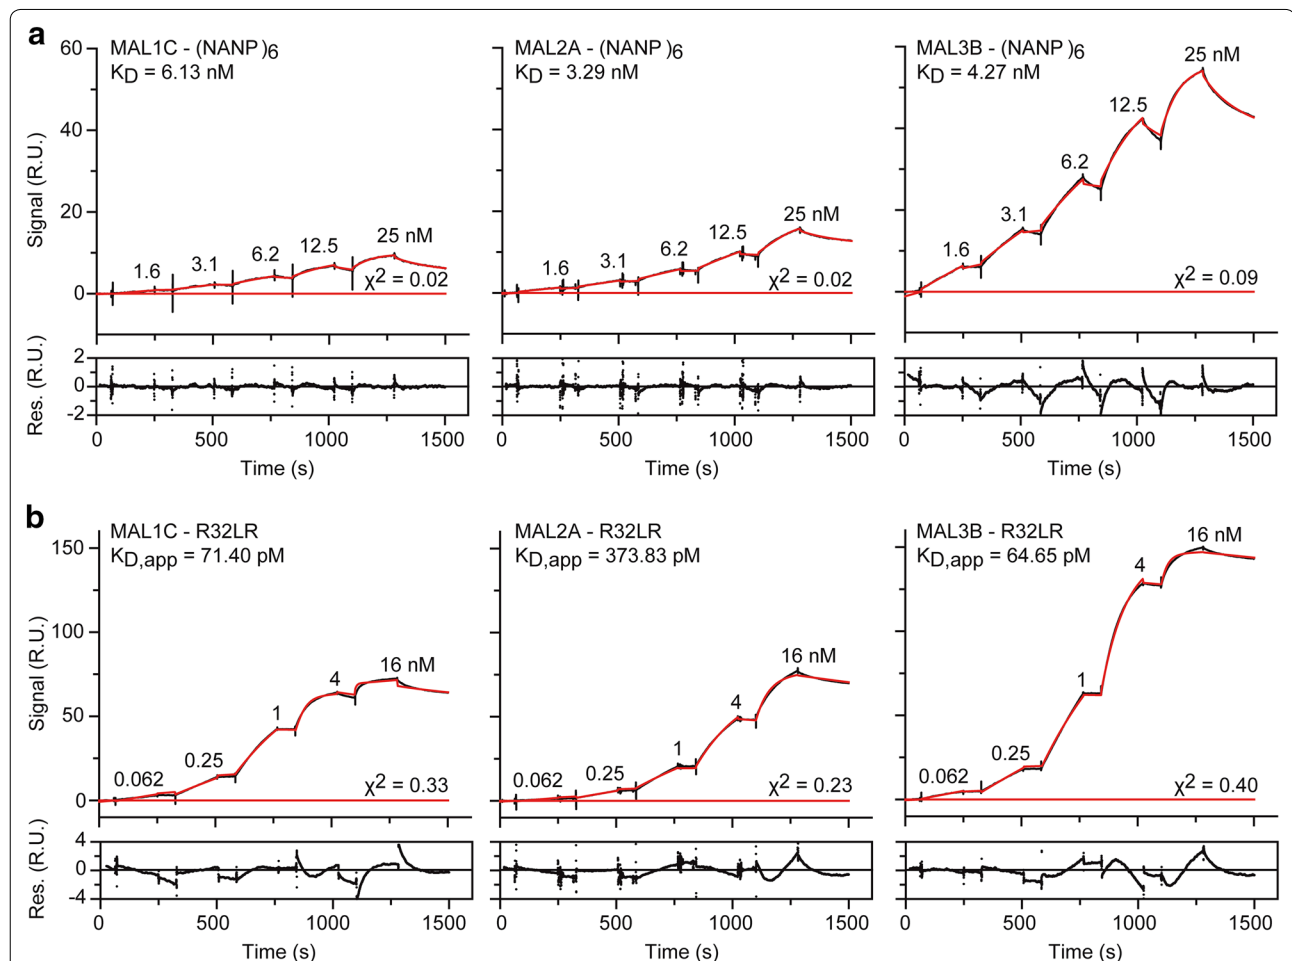 a
MAL1C - (NANP)6
KD = 6.13 nM
60
40
20
0
Signal (R.U.)
1.6
3.1
6.2
12.5
25 nM
χ2 = 0.02
2
0
-2
Res. (R.U.)
0
500
1000
1500
Time (s)
MAL2A - (NANP)6
KD = 3.29 nM
1.6
3.1
6.2
12.5
25 nM
χ2 = 0.02
0
500
1000
1500
Time (s)
MAL3B - (NANP)6
KD = 4.27 nM
1.6
3.1
6.2
12.5
25 nM
χ2 = 0.09
0
500
1000
1500
Time (s)
b
MAL1C - R32LR
KD,app = 71.40 pM
150
100
50
0
Signal (R.U.)
0.062
0.25
1
4
16 nM
χ2 = 0.33
4
0
-4
Res. (R.U.)
0
500
1000
1500
Time (s)
MAL2A - R32LR
KD,app = 373.83 pM
0.062
0.25
1
4
16 nM
χ2 = 0.23
0
500
1000
1500
Time (s)
MAL3B - R32LR
KD,app = 64.65 pM
0.062
0.25
1
4
16 nM
χ2 = 0.40
0
500
1000
1500
Time (s)